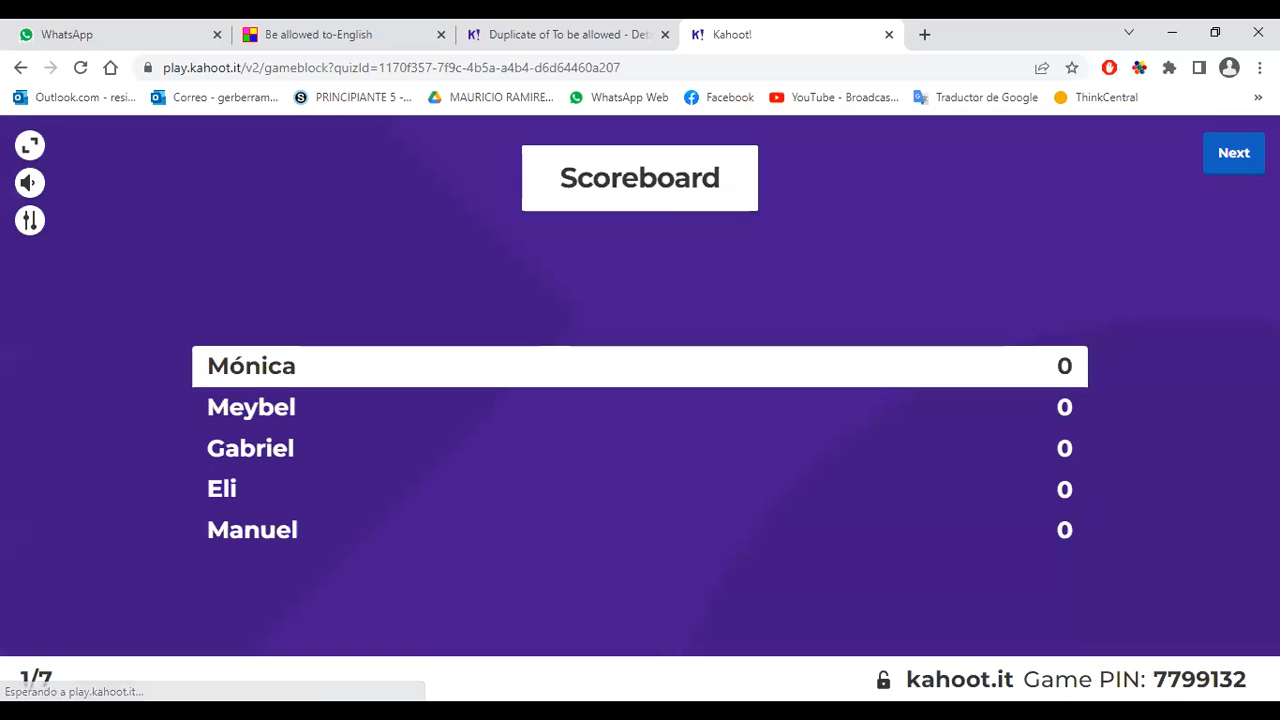 WhatsApp
Be allowed to-English
Duplicate of To be allowed - Det
Kahoot!
play.kahoot.it/v2/gameblock?quizId=1170f357-7f9c-4b5a-a4b4-d6d64460a207
Outlook.com - resi...
Correo - gerberram...
PRINCIPIANTE 5 -...
MAURICIO RAMIRE...
WhatsApp Web
Facebook
YouTube - Broadcas...
Traductor de Google
ThinkCentral
Scoreboard
Next
Mónica 0
Meybel 0
Gabriel 0
Eli 0
Manuel 0
1/7
Esperando a play.kahoot.it...
kahoot.it Game PIN: 7799132